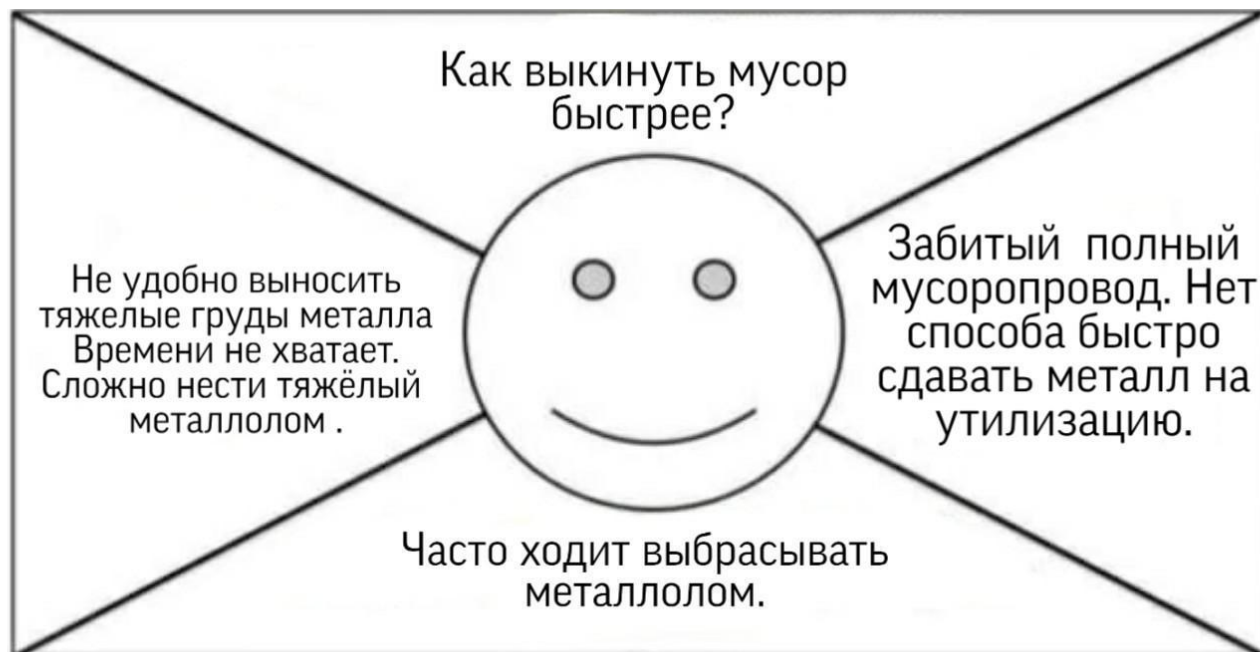 Как выкинуть мусор
быстрее?
Не удобно выносить
тяжелые груды металла
Времени не хватает.
Сложно нести тяжёлый
металлолом .
Забитый полный
мусоропровод. Нет
способа быстро
сдавать металл на
утилизацию.
Часто ходит выбрасывать
металлолом.